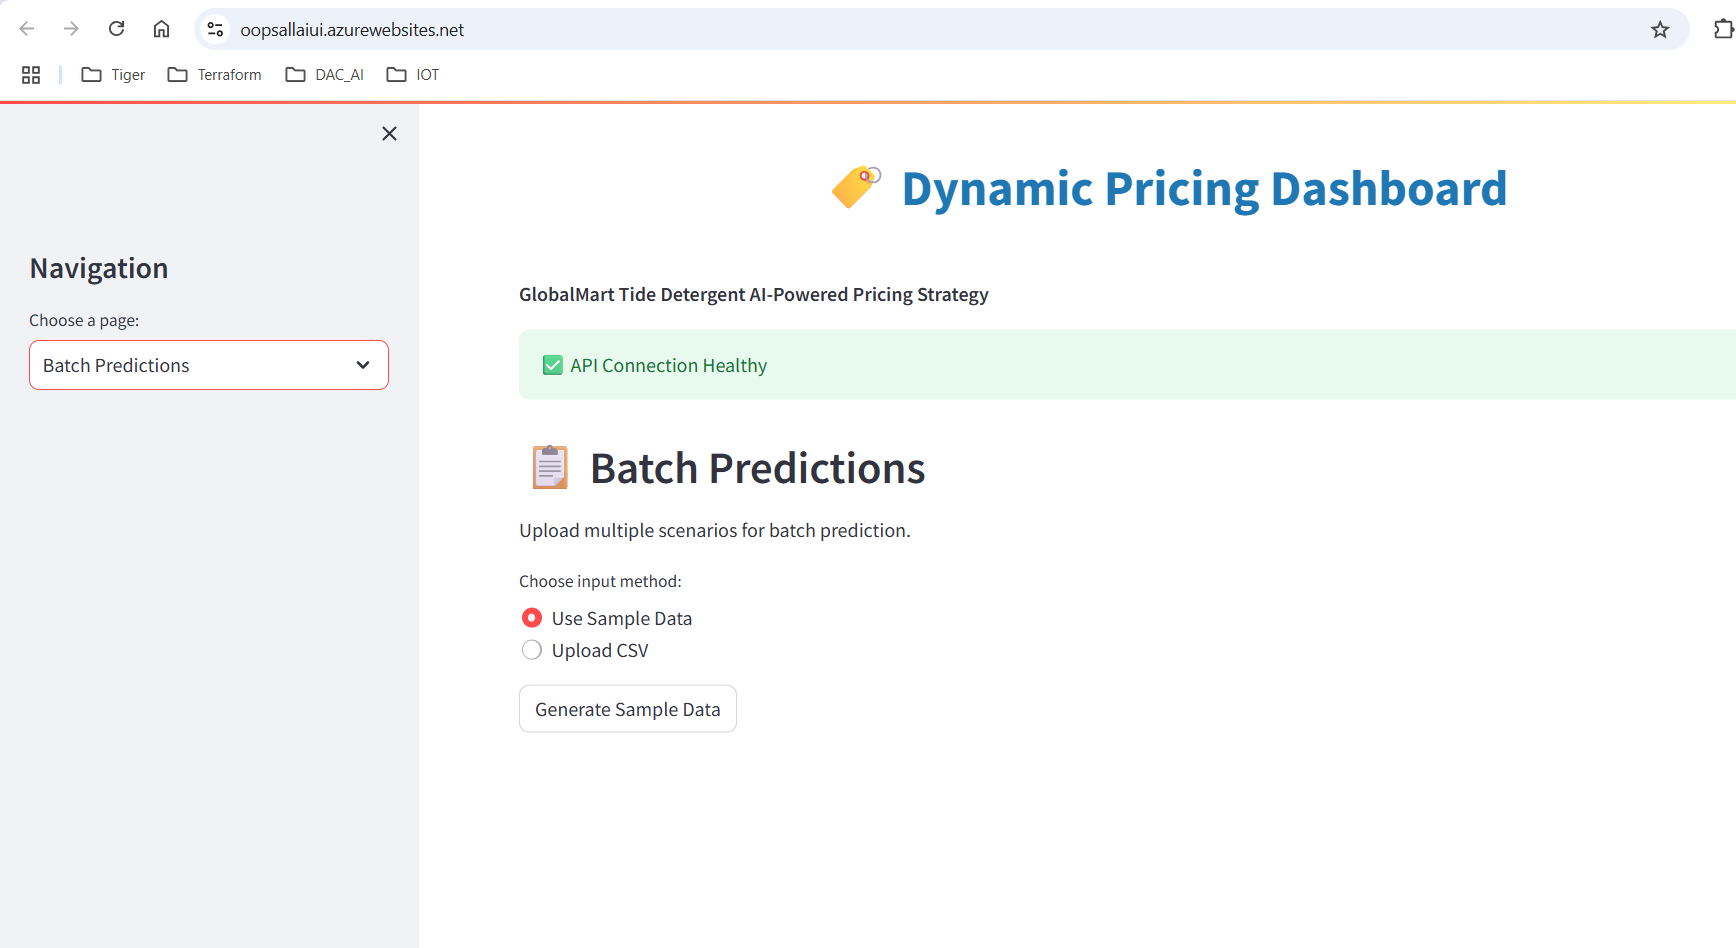 oopsallaiui.azurewebsites.net
Tiger Terraform DAC_AI IOT
Dynamic Pricing Dashboard
Navigation
Choose a page:
Batch Predictions
GlobalMart Tide Detergent AI-Powered Pricing Strategy
API Connection Healthy
Batch Predictions
Upload multiple scenarios for batch prediction.
Choose input method:
Use Sample Data
Upload CSV
Generate Sample Data